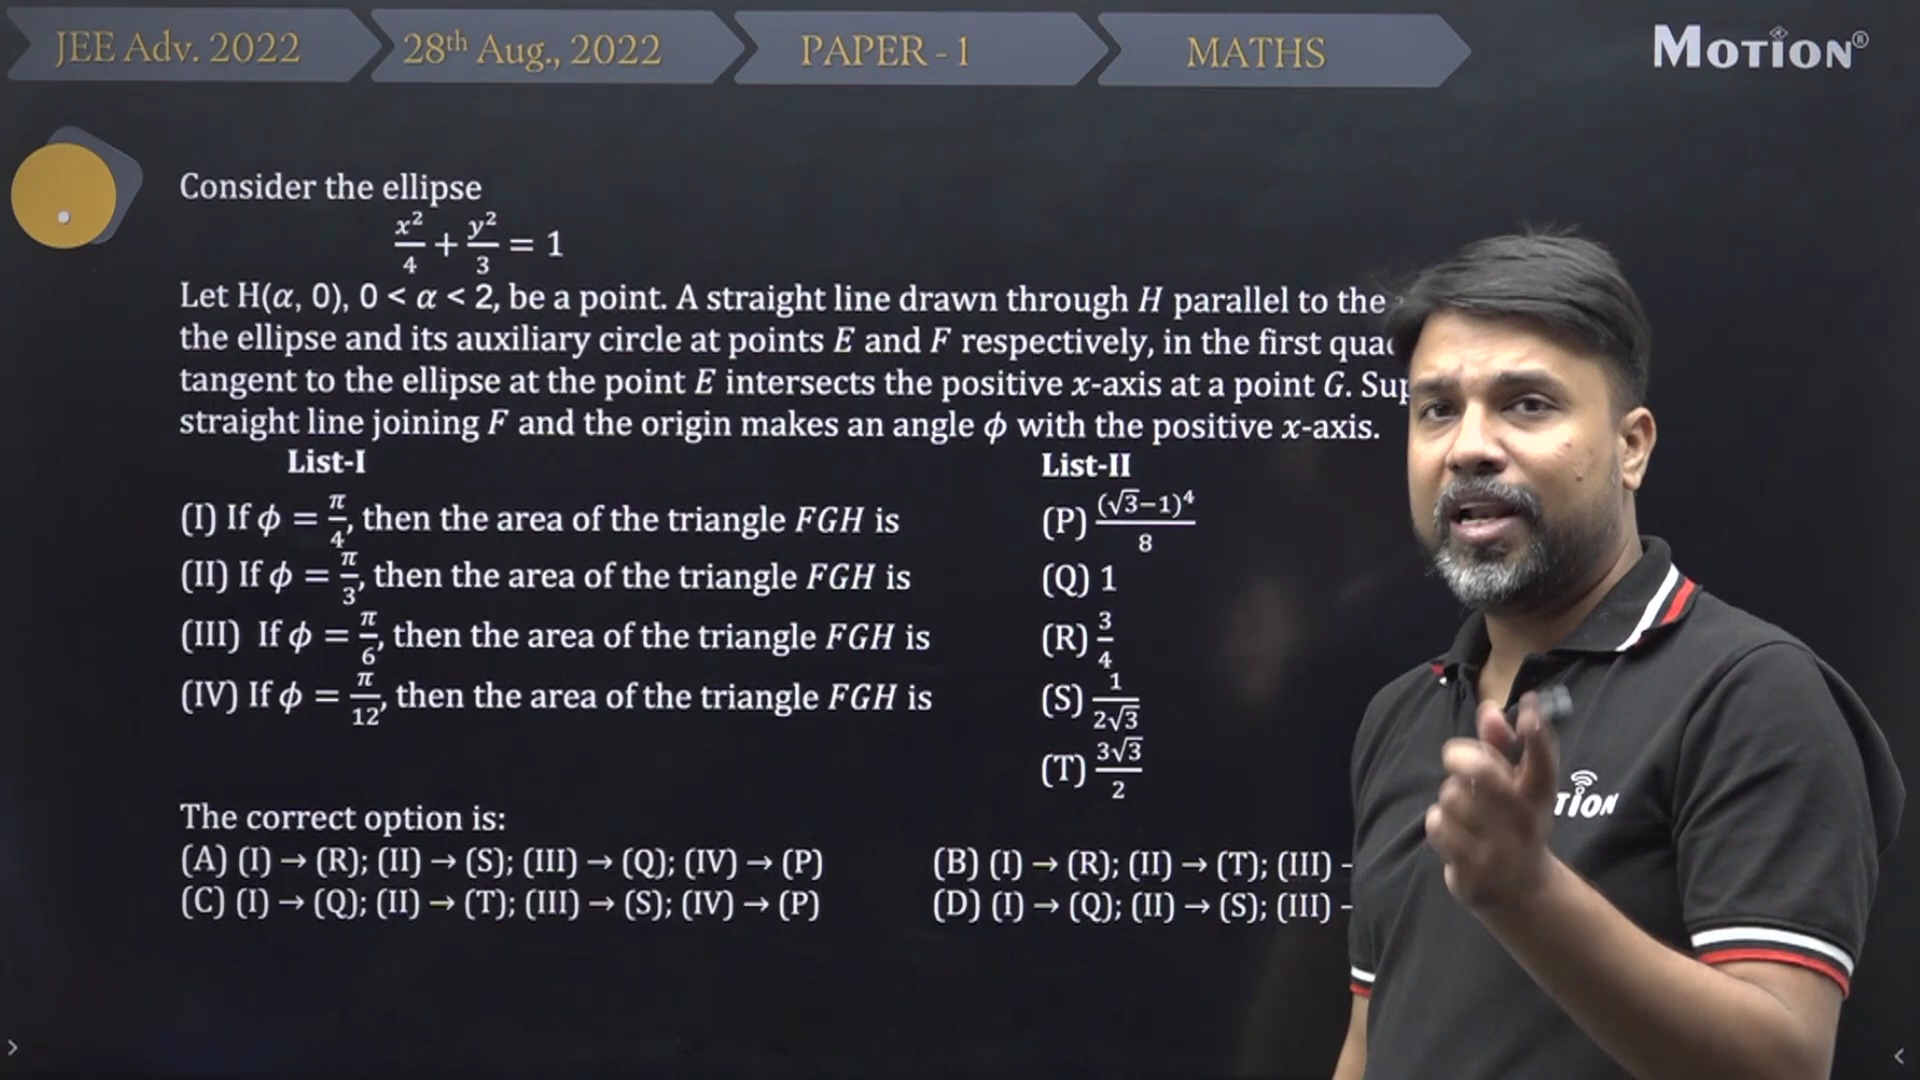 JEE Adv. 2022
28th Aug., 2022
PAPER - 1
MATHS
MOTION®
Consider the ellipse
x²/4 + y²/3 = 1
Let H(α, 0), 0 < α < 2, be a point. A straight line drawn through H parallel to the
the ellipse and its auxiliary circle at points E and F respectively, in the first
tangent to the ellipse at the point E intersects the positive x-axis at a point G.
straight line joining F and the origin makes an angle ϕ with the positive x-axis.
List-I
List-II
(I) If ϕ = π/4, then the area of the triangle FGH is
(P) (√3−1)⁴/8
(II) If ϕ = π/3, then the area of the triangle FGH is
(Q) 1
(III) If ϕ = π/6, then the area of the triangle FGH is
(R) 3/4
(IV) If ϕ = π/12, then the area of the triangle FGH is
(S) 1/2√3
(T) 3√3/2
The correct option is:
(A) (I) → (R); (II) → (S); (III) → (Q); (IV) → (P)
(B) (I) → (R); (II) → (T); (III)
(C) (I) → (Q); (II) → (T); (III) → (S); (IV) → (P)
(D) (I) → (Q); (II) → (S); (III)
TION